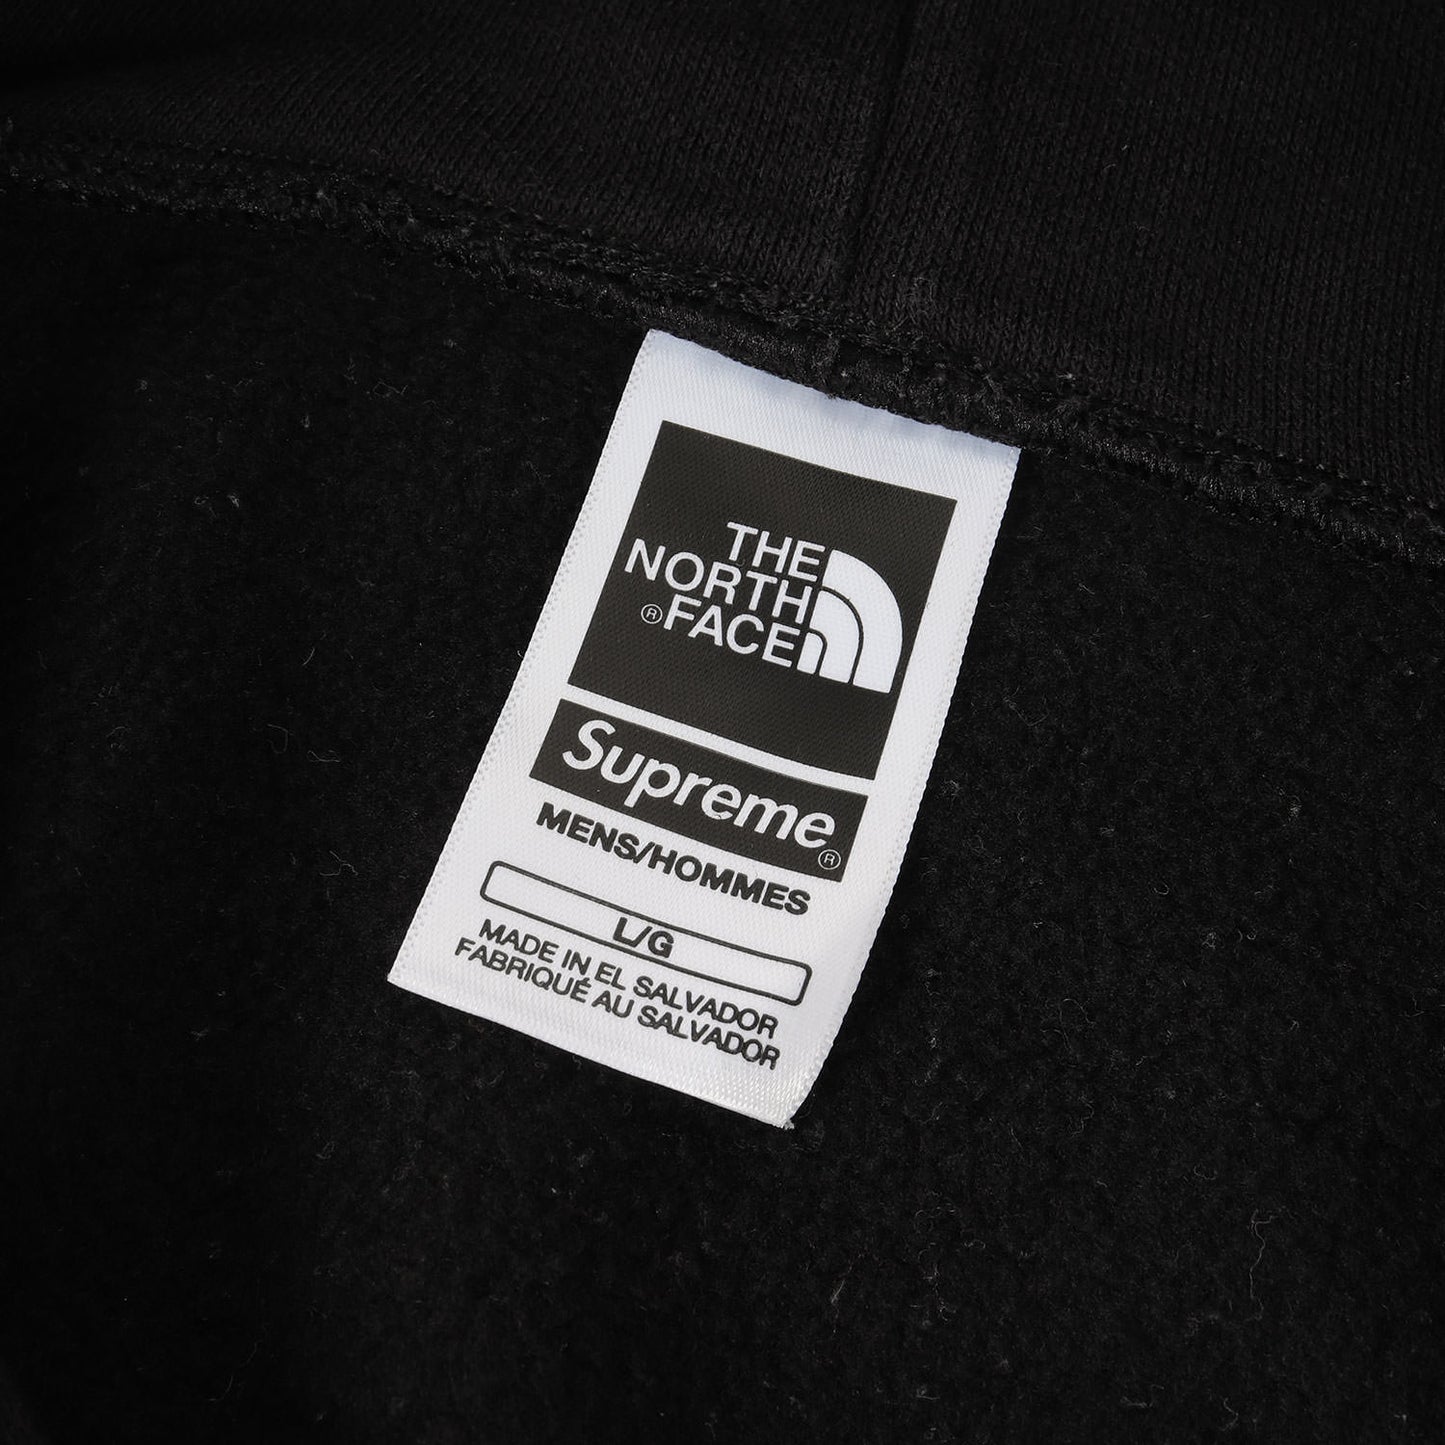 THE
NORTH
®FACE
Supreme®
MENS/HOMMES
L/G
MADE IN EL SALVADOR
FABRIQUÉ AU SALVADOR